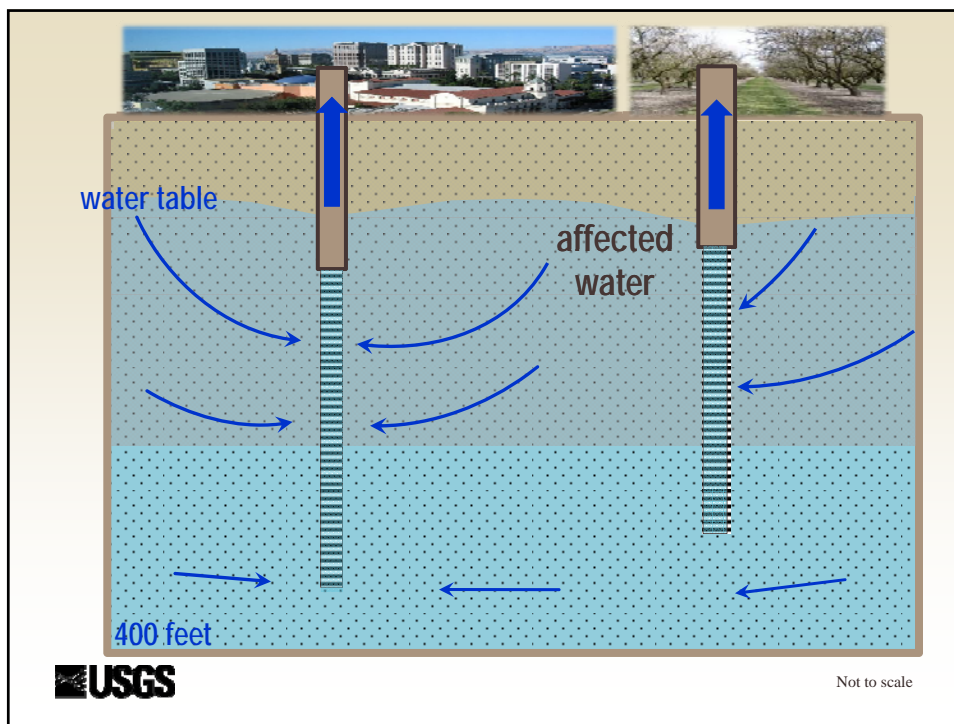 water table
affected
water
400 feet
USGS
Not to scale